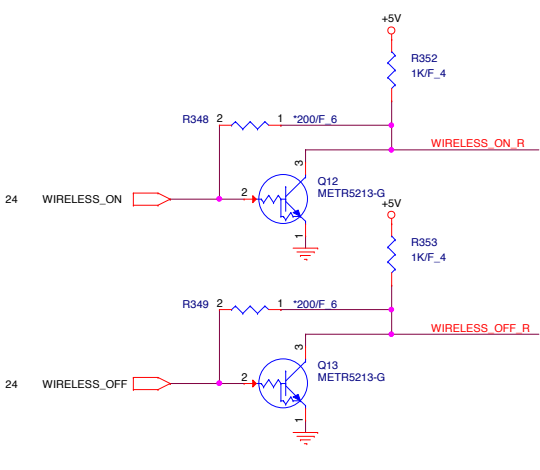 +5V
R352
1K/F_4
R348 2 1 *200/F_6
WIRELESS_ON_R
3
Q12
METR5213-G
2
24 WIRELESS_ON
+5V
1
R353
1K/F_4
R349 2 1 *200/F_6
WIRELESS_OFF_R
3
Q13
METR5213-G
2
24 WIRELESS_OFF
1